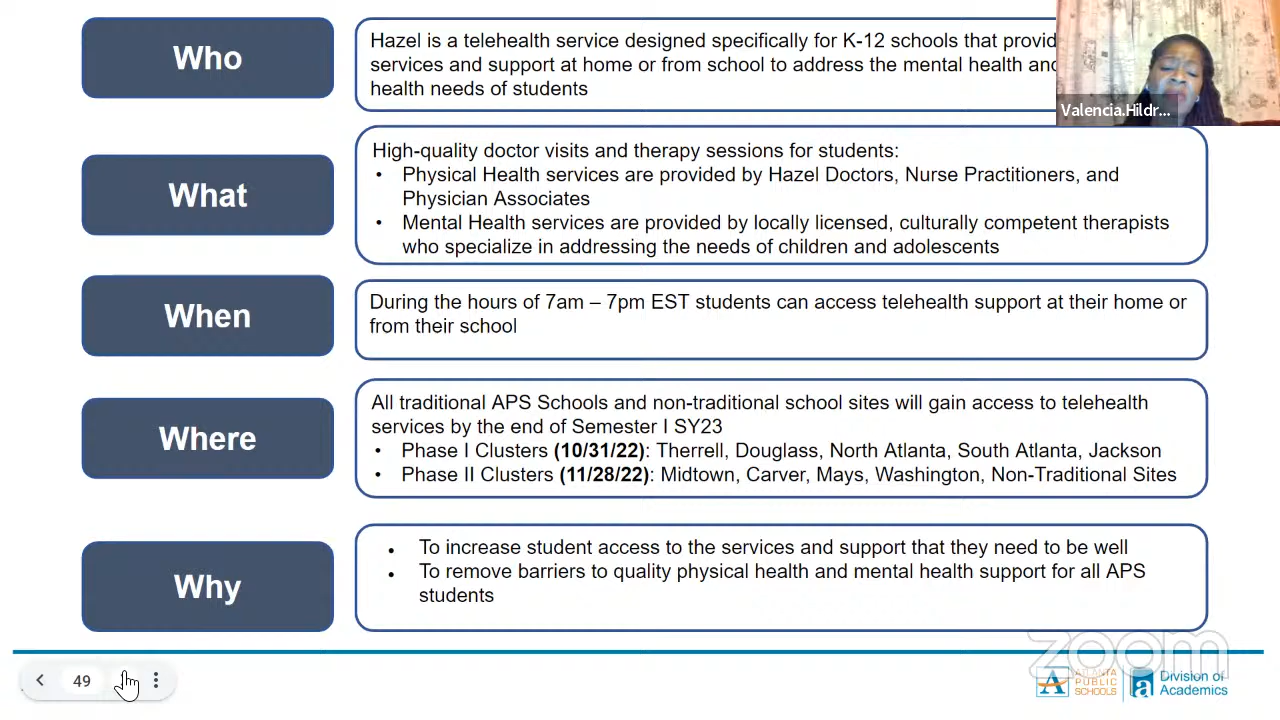 Who
Hazel is a telehealth service designed specifically for K-12 schools that
services and support at home or from school to address the mental health
health needs of students
Valencia.Hildr...
What
High-quality doctor visits and therapy sessions for students:
• Physical Health services are provided by Hazel Doctors, Nurse Practitioners, and
Physician Associates
• Mental Health services are provided by locally licensed, culturally competent therapists
who specialize in addressing the needs of children and adolescents
When
During the hours of 7am – 7pm EST students can access telehealth support at their home or
from their school
Where
All traditional APS Schools and non-traditional school sites will gain access to telehealth
services by the end of Semester I SY23
• Phase I Clusters (10/31/22): Therrell, Douglass, North Atlanta, South Atlanta, Jackson
• Phase II Clusters (11/28/22): Midtown, Carver, Mays, Washington, Non-Traditional Sites
Why
• To increase student access to the services and support that they need to be well
• To remove barriers to quality physical health and mental health support for all APS
students
zoom
49
ATLANTA
PUBLIC
SCHOOLS
Division of
Academics